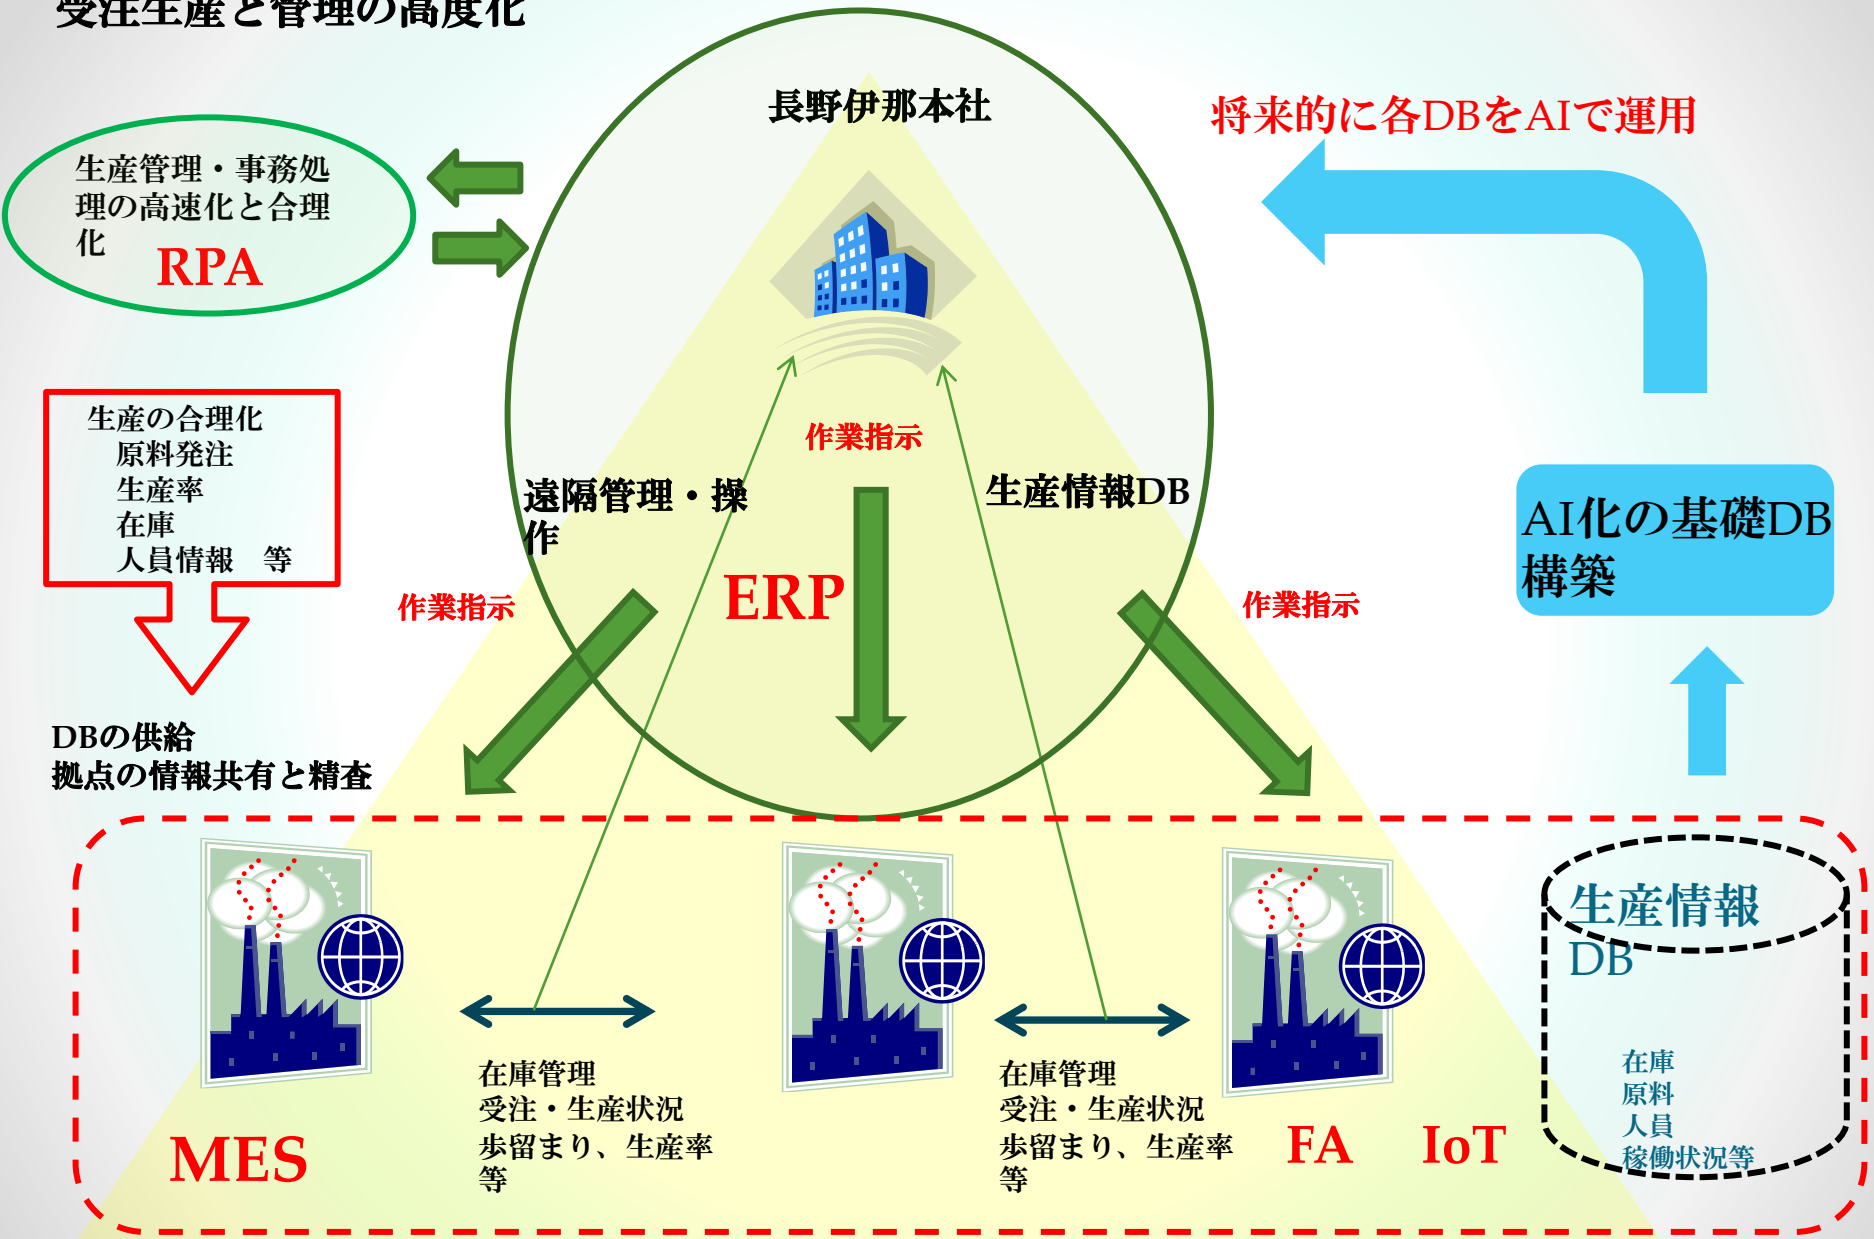 受注生産と管理の高度化
長野伊那本社
将来的に各DBをAIで運用
生産管理・事務処
理の高速化と合理
化
RPA
生産の合理化
原料発注
生産率
在庫
人員情報　等
作業指示
遠隔管理・操
作
生産情報DB
ERP
作業指示
作業指示
AI化の基礎DB
構築
DBの供給
拠点の情報共有と精査
生産情報
DB
在庫
原料
人員
稼働状況等
在庫管理
受注・生産状況
歩留まり、生産率
等
在庫管理
受注・生産状況
歩留まり、生産率
等
MES
FA
IoT